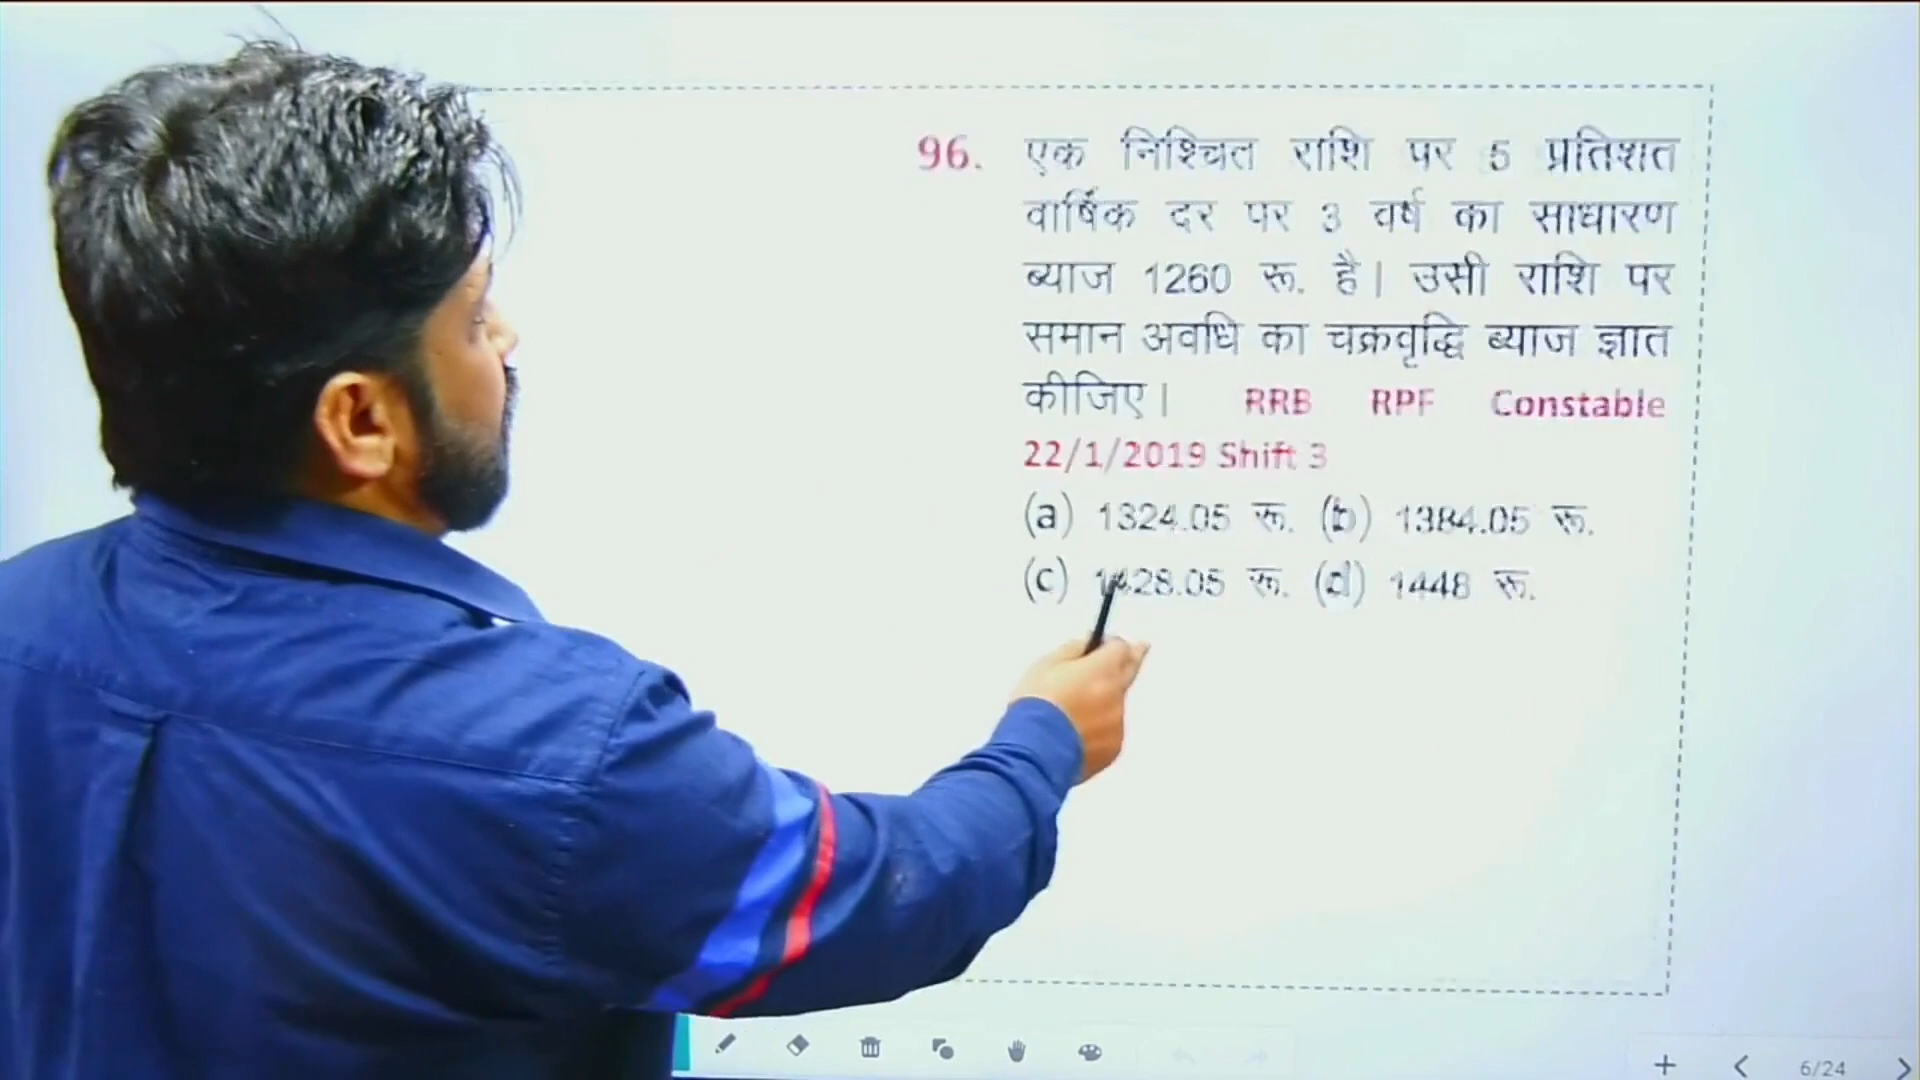 96. एक निश्चित राशि पर 5 प्रतिशत
वार्षिक दर पर 3 वर्ष का साधारण
ब्याज 1260 रू. है। उसी राशि पर
समान अवधि का चक्रवृद्धि ब्याज ज्ञात
कीजिए। RRB RPF Constable
22/1/2019 Shift 3
(a) 1324.05 रू. (b) 1384.05 रू.
(c) 1428.05 रू. (d) 1448 रू.
6/24